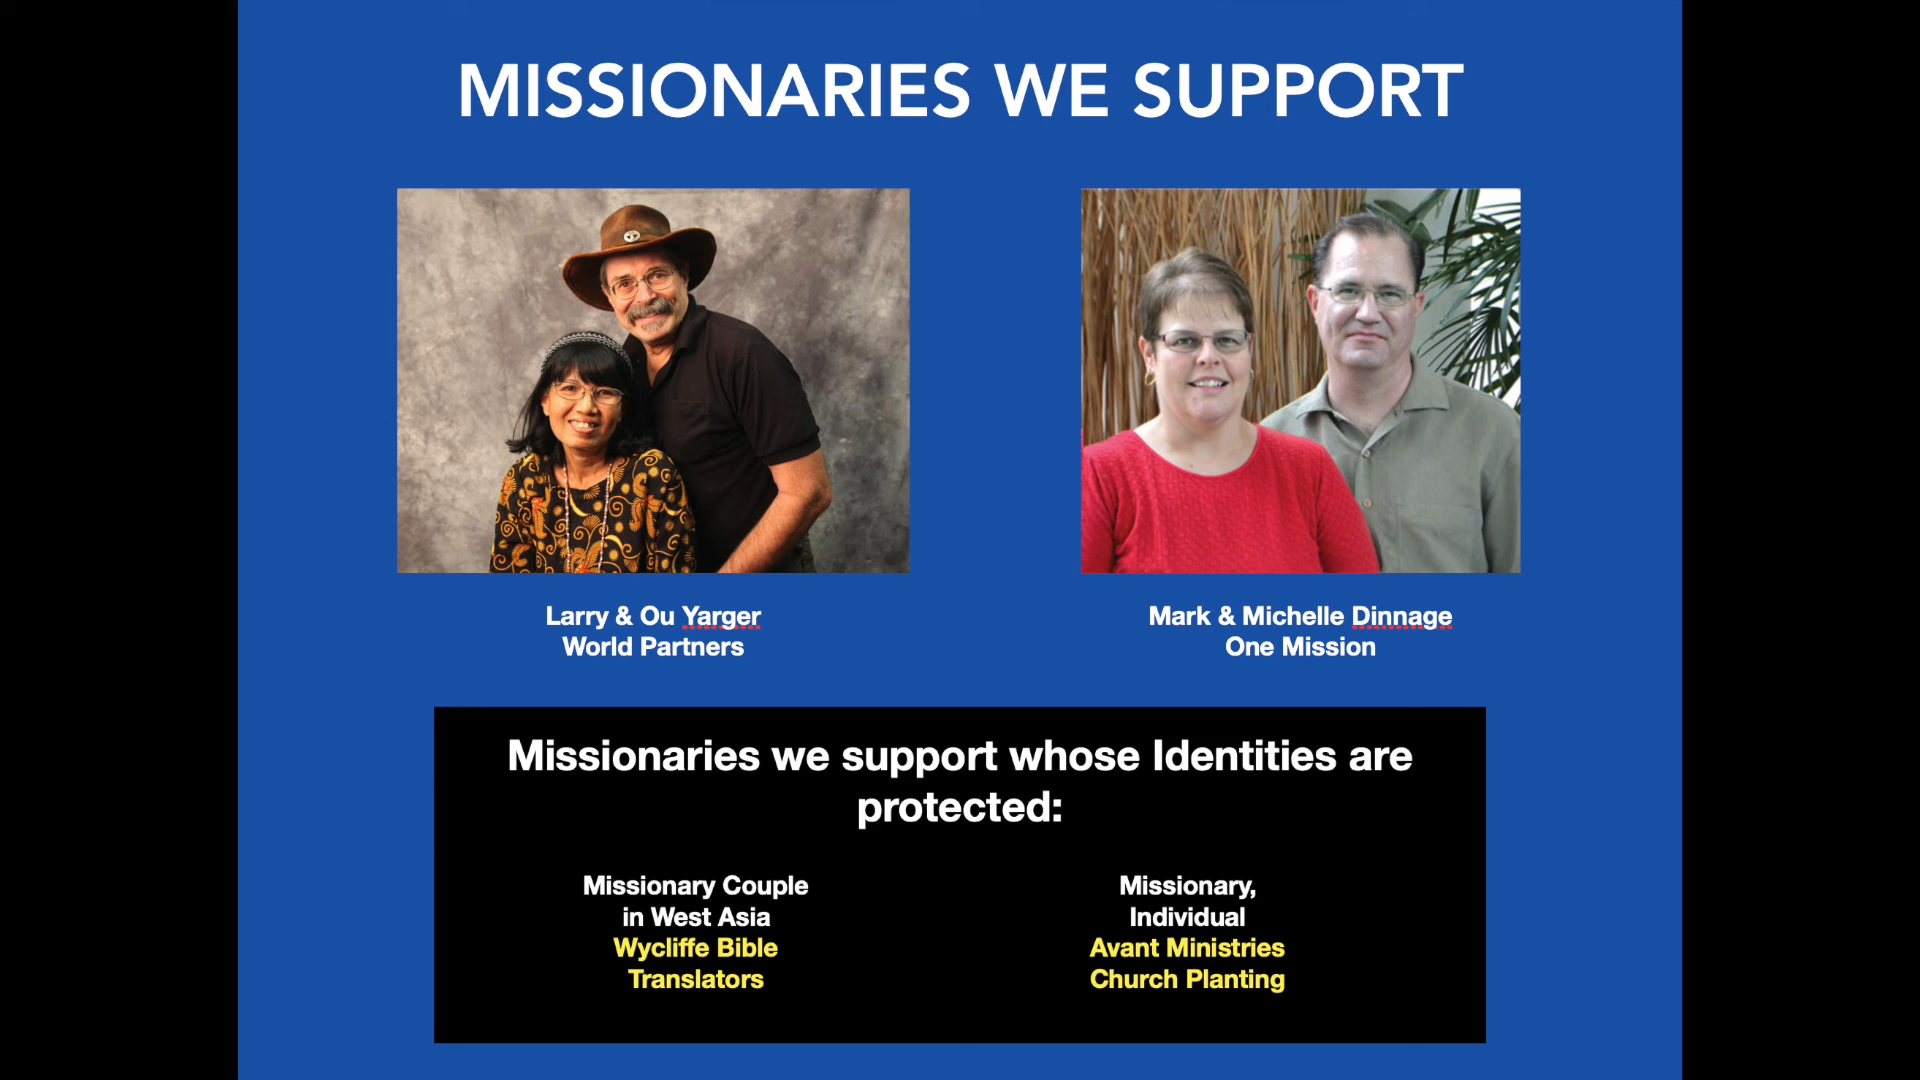 MISSIONARIES WE SUPPORT
Larry & Ou Yarger
World Partners
Mark & Michelle Dinnage
One Mission
Missionaries we support whose Identities are
protected:
Missionary Couple
in West Asia
Wycliffe Bible
Translators
Missionary,
Individual
Avant Ministries
Church Planting